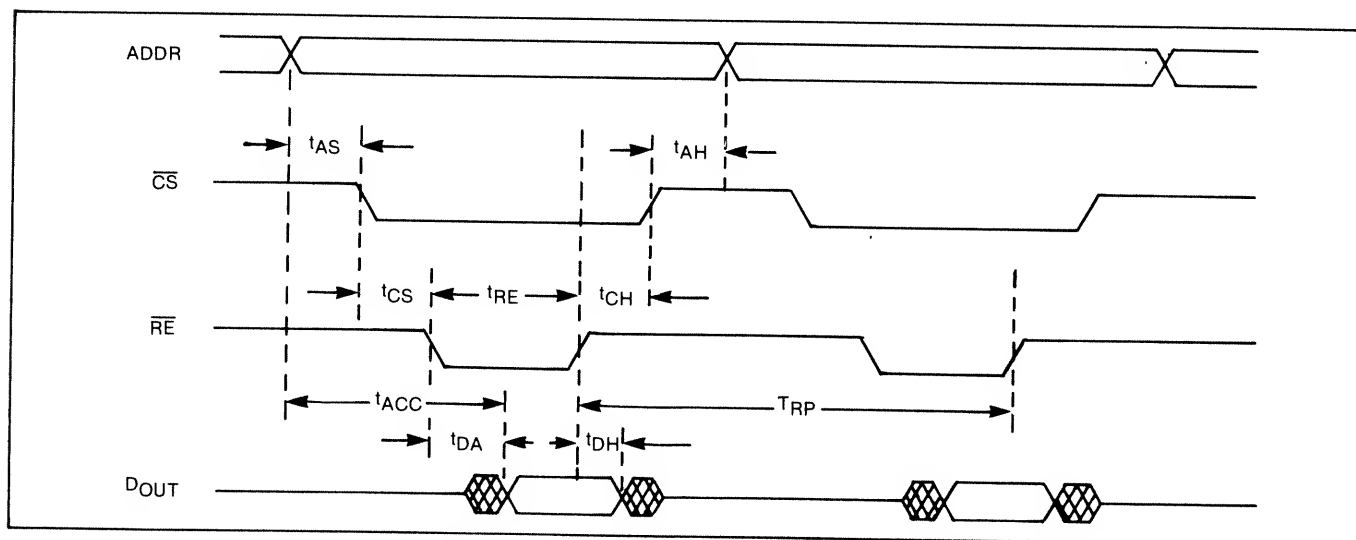 ADDR
tAS
tAH
CS
tCS
tRE
tCH
RE
tACC
TRP
tDA
tDH
DOUT